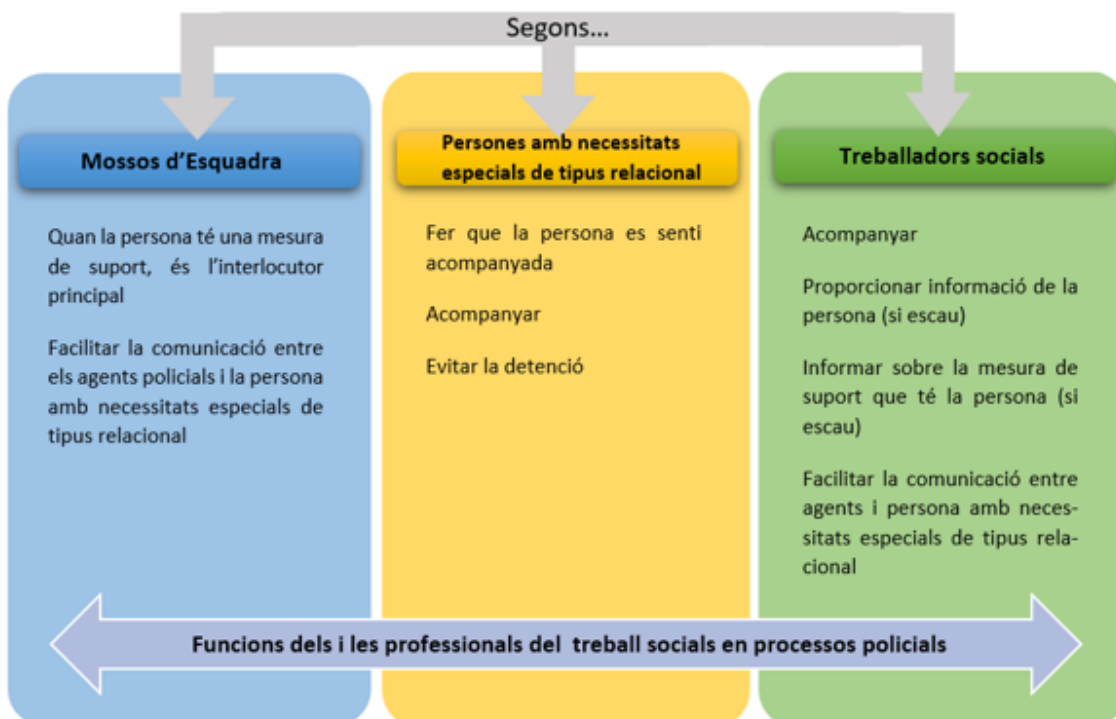 Segons...
Mossos d'Esquadra
Quan la persona té una mesura
de suport, és l'interlocutor
principal
Facilitar la comunicació entre
els agents policials i la persona
amb necessitats especials de
tipus relacional
Persones amb necessitats
especials de tipus relacional
Fer que la persona es senti
acompanyada
Acompanyar
Evitar la detenció
Treballadors socials
Acompanyar
Proporcionar informació de la
persona (si escau)
Informar sobre la mesura de
suport que té la persona (si
escau)
Facilitar la comunicació entre
agents i persona amb neces-
sitats especials de tipus rela-
cional
Funcions dels i les professionals del treball socials en processos policials